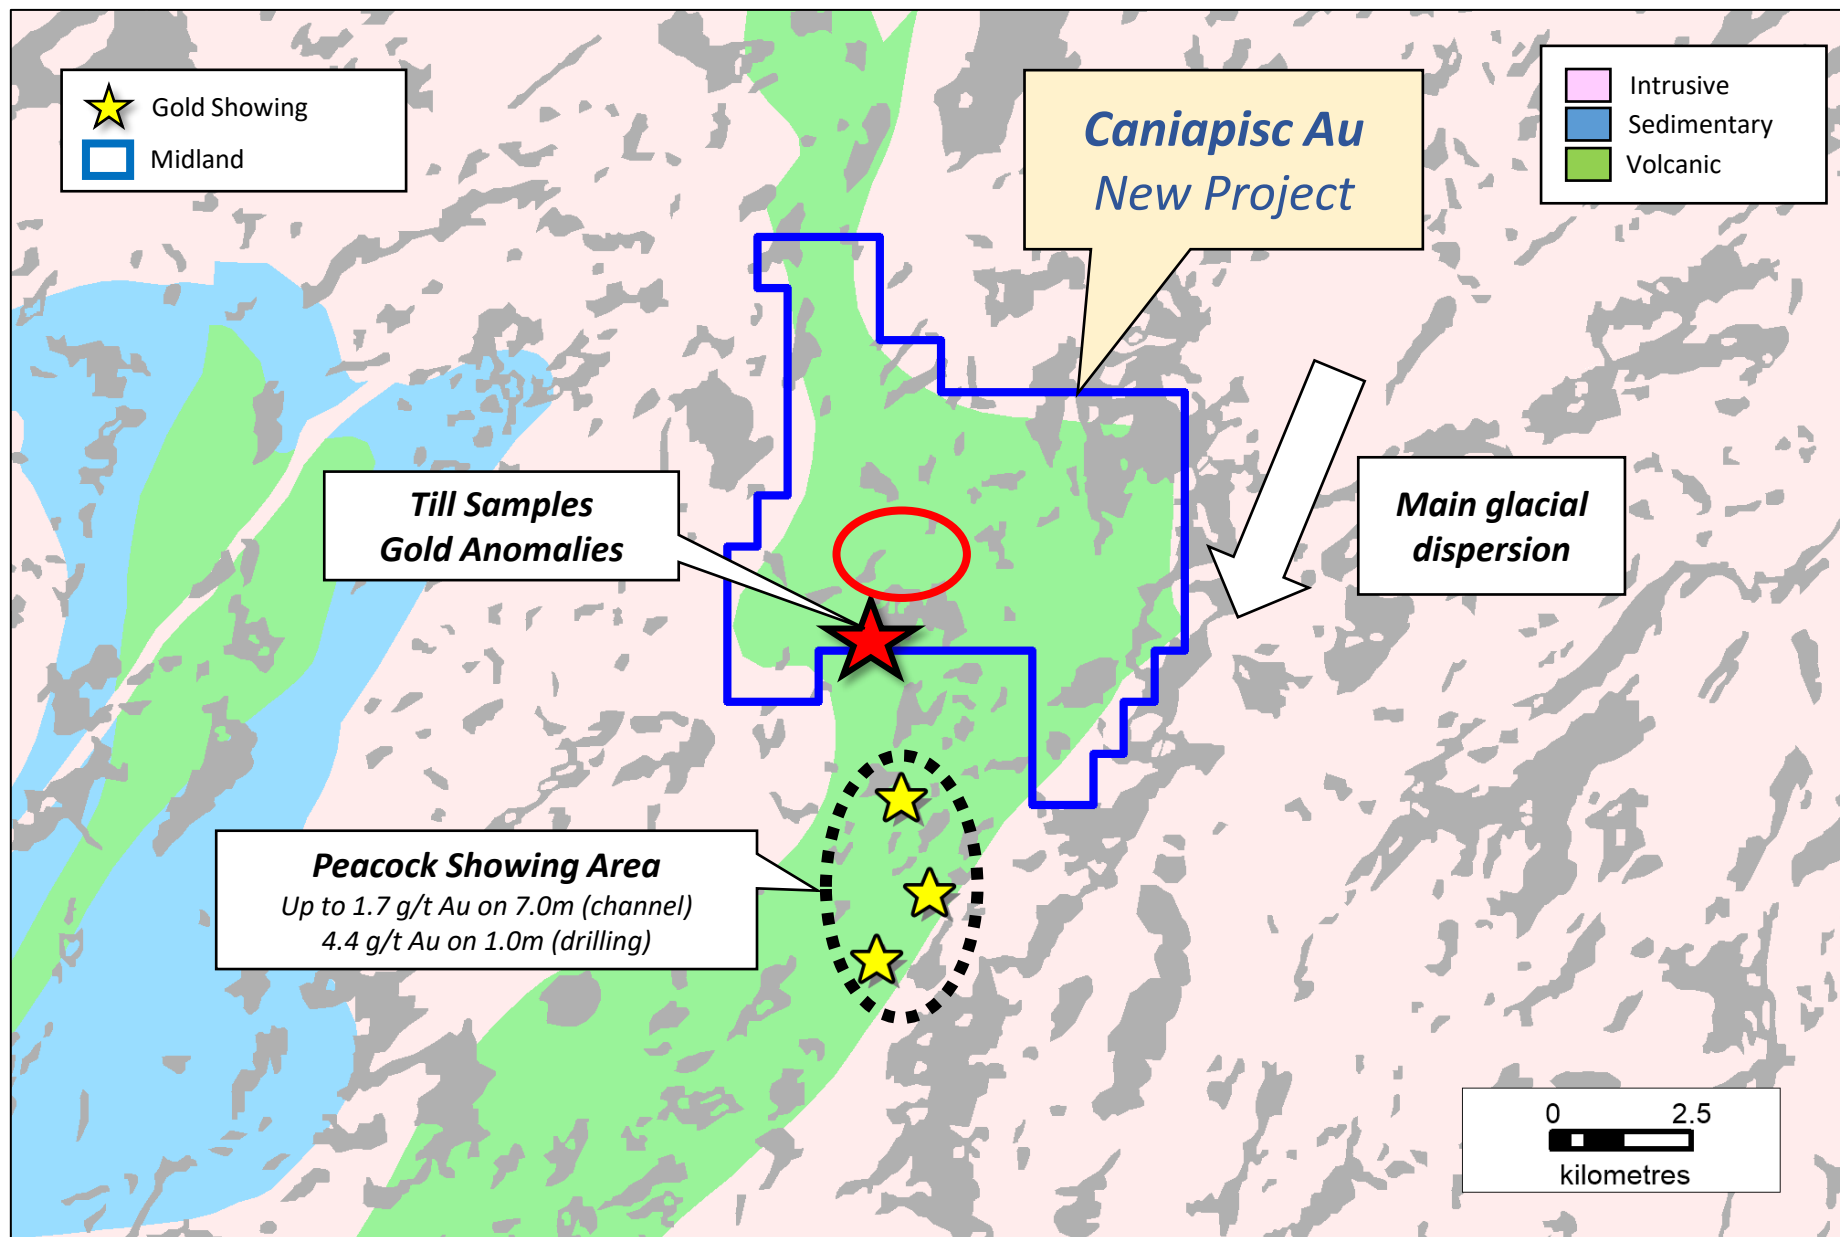 Gold Showing
Midland
Caniapisc Au
New Project
Intrusive
Sedimentary
Volcanic
Till Samples
Gold Anomalies
Main glacial
dispersion
Peacock Showing Area
Up to 1.7 g/t Au on 7.0m (channel)
4.4 g/t Au on 1.0m (drilling)
0 2.5
kilometres